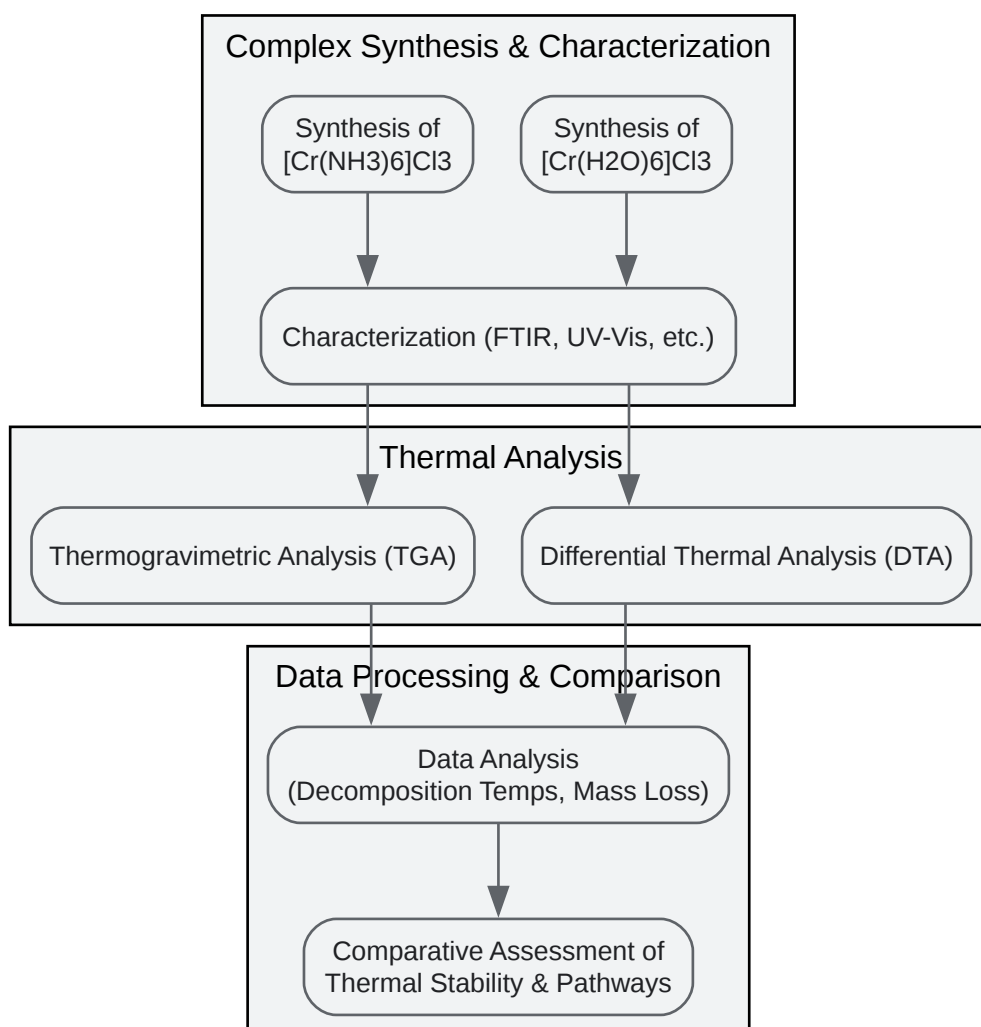 Complex Synthesis & Characterization
Synthesis of
[Cr(NH3)6]Cl3
Synthesis of
[Cr(H2O)6]Cl3
Characterization (FTIR, UV-Vis, etc.)
Thermal Analysis
Thermogravimetric Analysis (TGA)
Differential Thermal Analysis (DTA)
Data Processing & Comparison
Data Analysis
(Decomposition Temps, Mass Loss)
Comparative Assessment of
Thermal Stability & Pathways